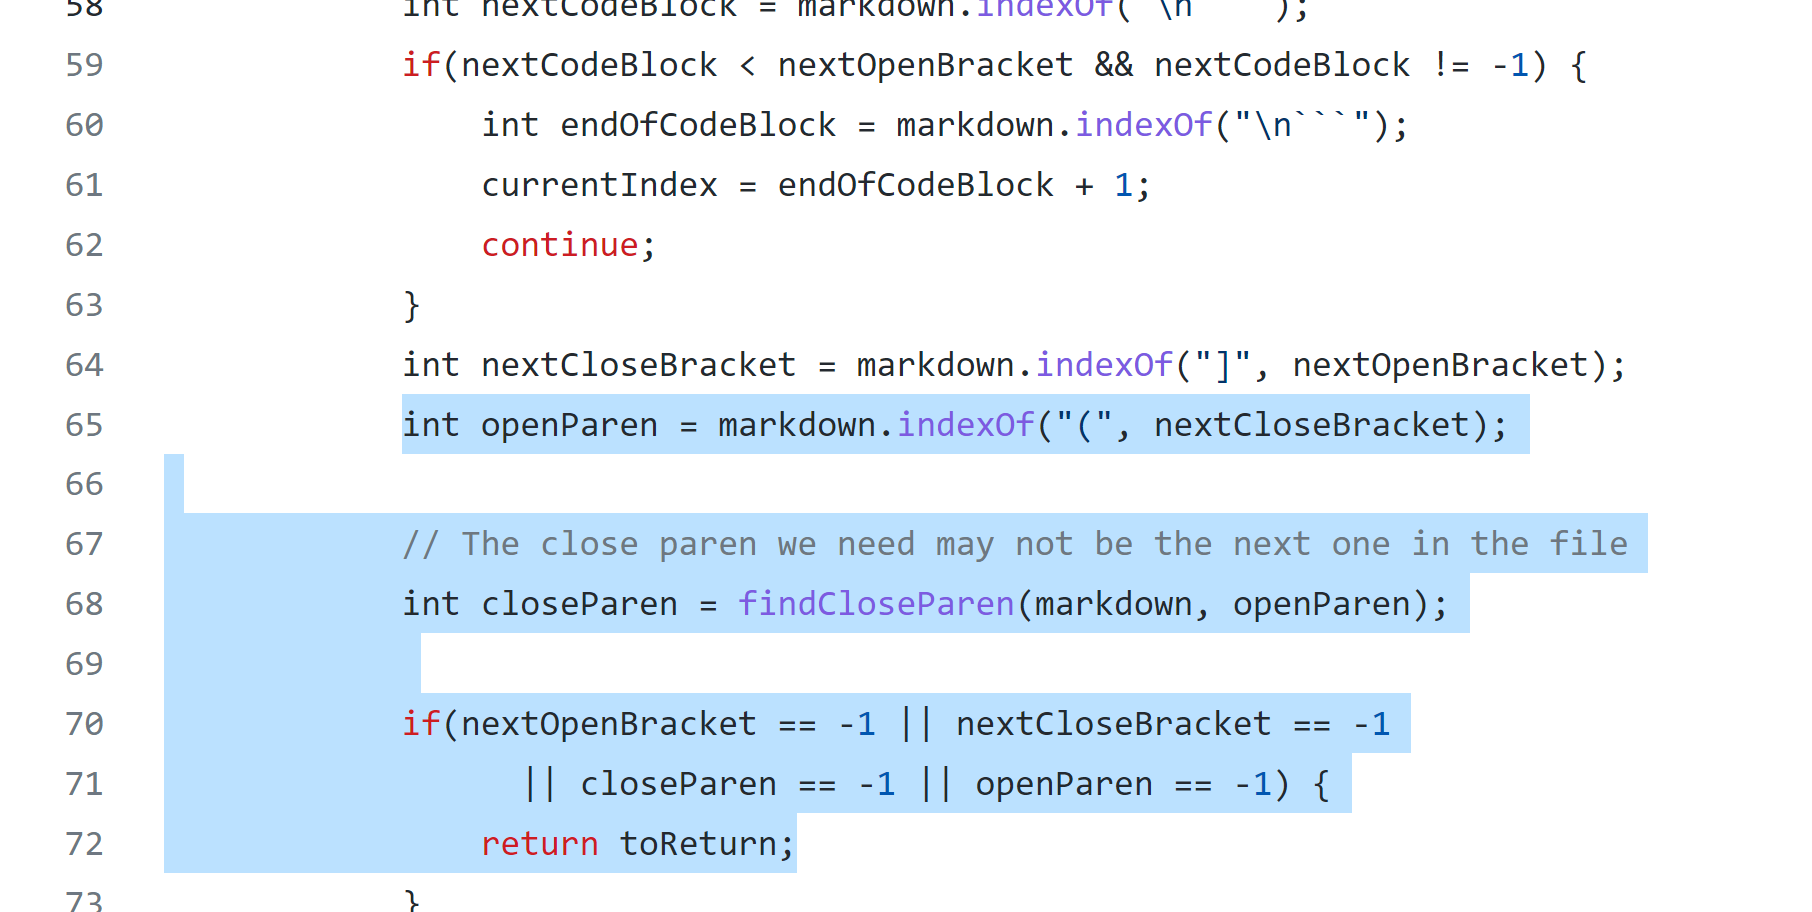 58 int nextCodeBlock = markdown.indexOf("\n```");
59 if(nextCodeBlock < nextOpenBracket && nextCodeBlock != -1) {
60 int endOfCodeBlock = markdown.indexOf("\n```");
61 currentIndex = endOfCodeBlock + 1;
62 continue;
63 }
64 int nextCloseBracket = markdown.indexOf("]", nextOpenBracket);
65 int openParen = markdown.indexOf("(", nextCloseBracket);
66
67 // The close paren we need may not be the next one in the file
68 int closeParen = findCloseParen(markdown, openParen);
69
70 if(nextOpenBracket == -1 || nextCloseBracket == -1
71 || closeParen == -1 || openParen == -1) {
72 return toReturn;
73 }